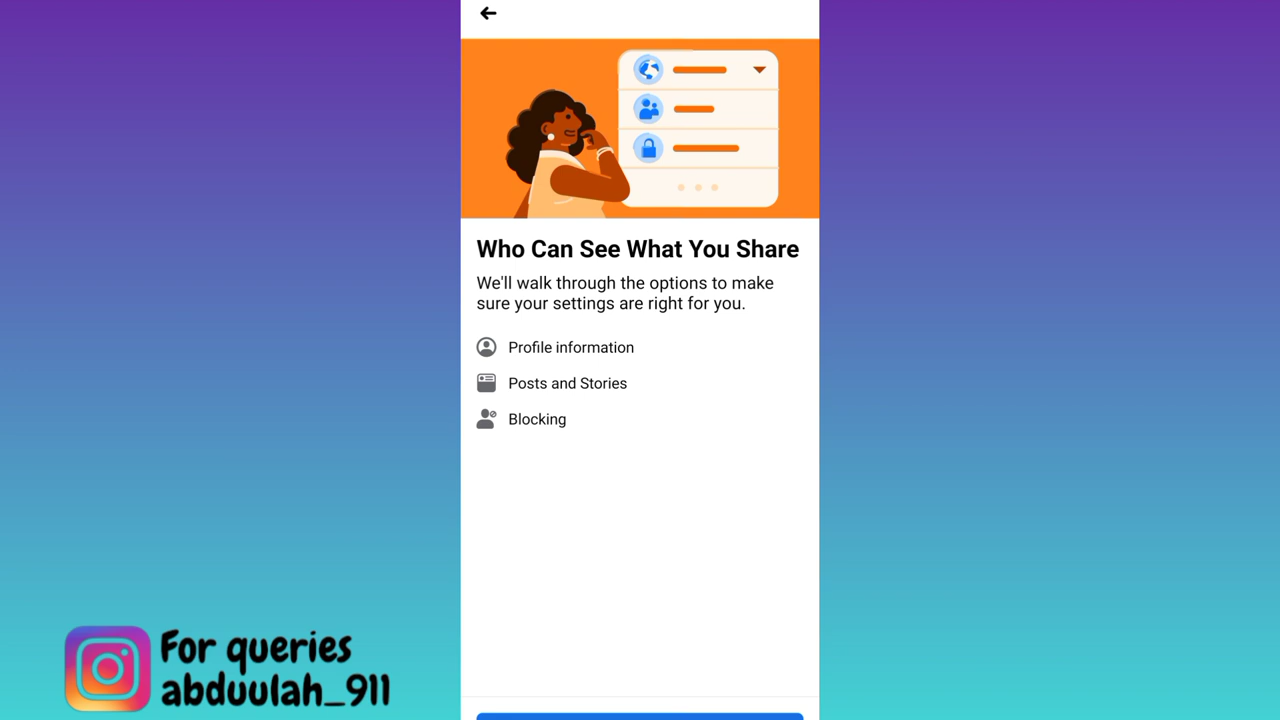 Who Can See What You Share
We'll walk through the options to make
sure your settings are right for you.
Profile information
Posts and Stories
Blocking
For queries
abduulah_911